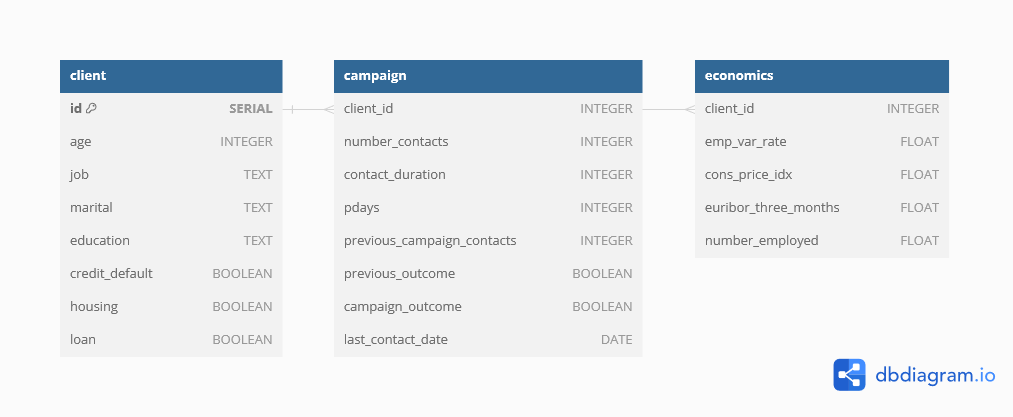 client
id SERIAL
age INTEGER
job TEXT
marital TEXT
education TEXT
credit_default BOOLEAN
housing BOOLEAN
loan BOOLEAN
campaign
client_id INTEGER
number_contacts INTEGER
contact_duration INTEGER
pdays INTEGER
previous_campaign_contacts INTEGER
previous_outcome BOOLEAN
campaign_outcome BOOLEAN
last_contact_date DATE
economics
client_id INTEGER
emp_var_rate FLOAT
cons_price_idx FLOAT
euribor_three_months FLOAT
number_employed FLOAT
dbdiagram.io